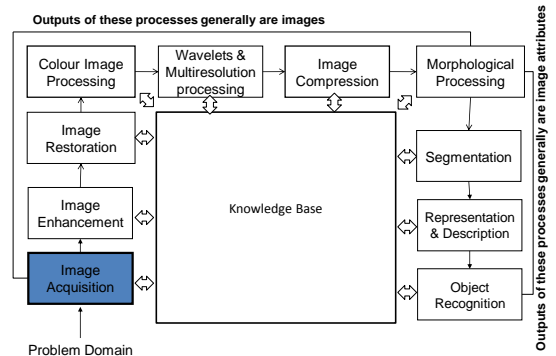 Outputs of these processes generally are images
Colour Image
Processing
Wavelets &
Multiresolution
processing
Image
Compression
Morphological
Processing
Image
Restoration
Image
Enhancement
Image
Acquisition
Problem Domain
Knowledge Base
Segmentation
Representation
& Description
Object
Recognition
Outputs of these processes generally are image attributes